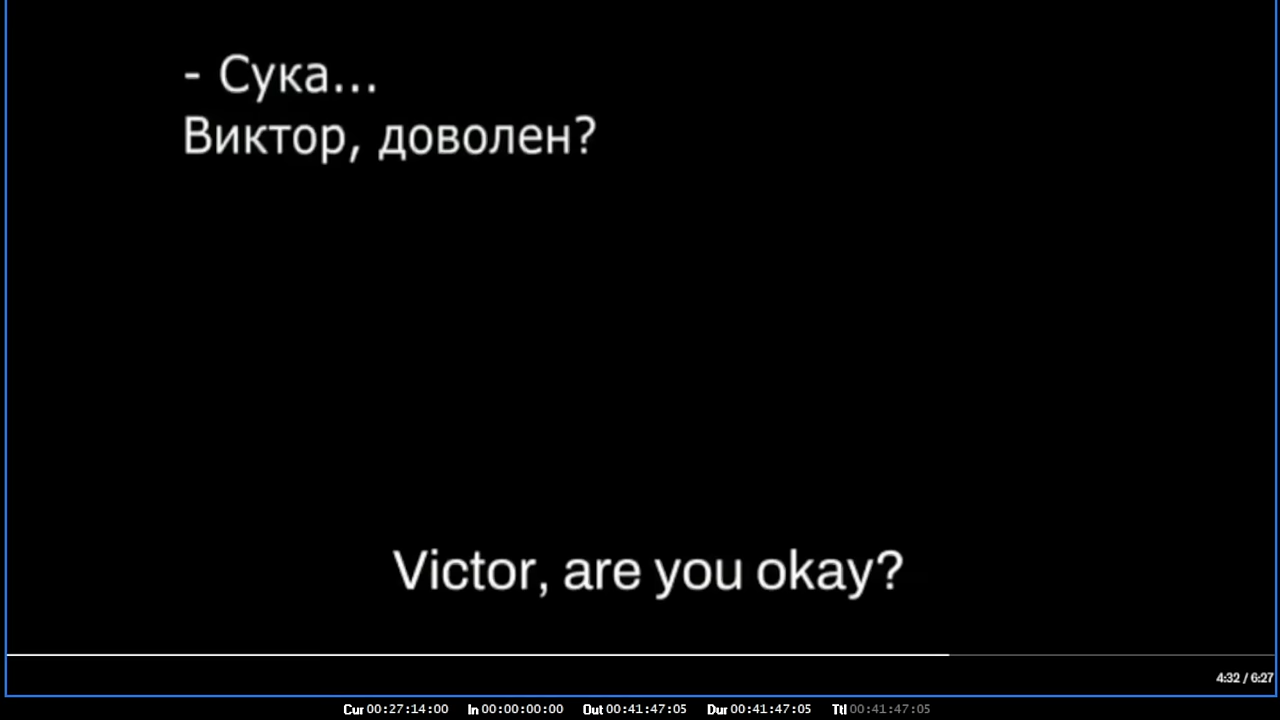 - Сука...
Виктор, доволен?
Victor, are you okay?
4:32 / 6:27
Cur 00:27:14:00 In 00:00:00:00 Out 00:41:47:05 Dur 00:41:47:05 Ttl 00:41:47:05